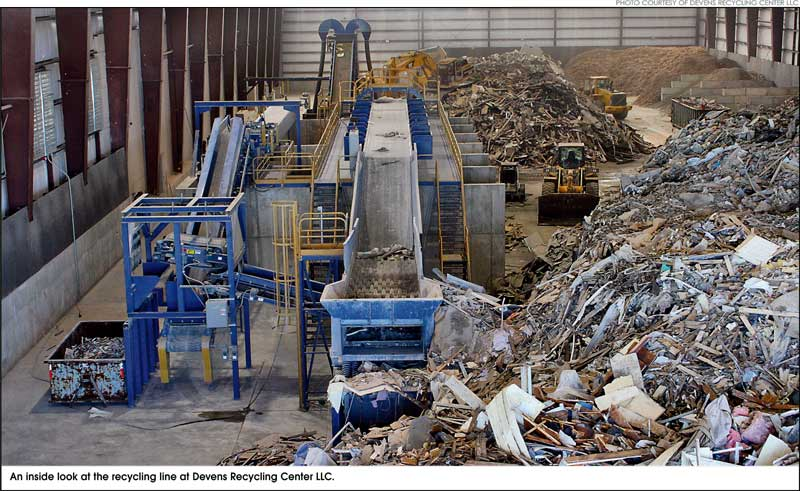 PHOTO COURTESY OF DEVENS RECYCLING CENTER LLC
An inside look at the recycling line at Devens Recycling Center LLC.